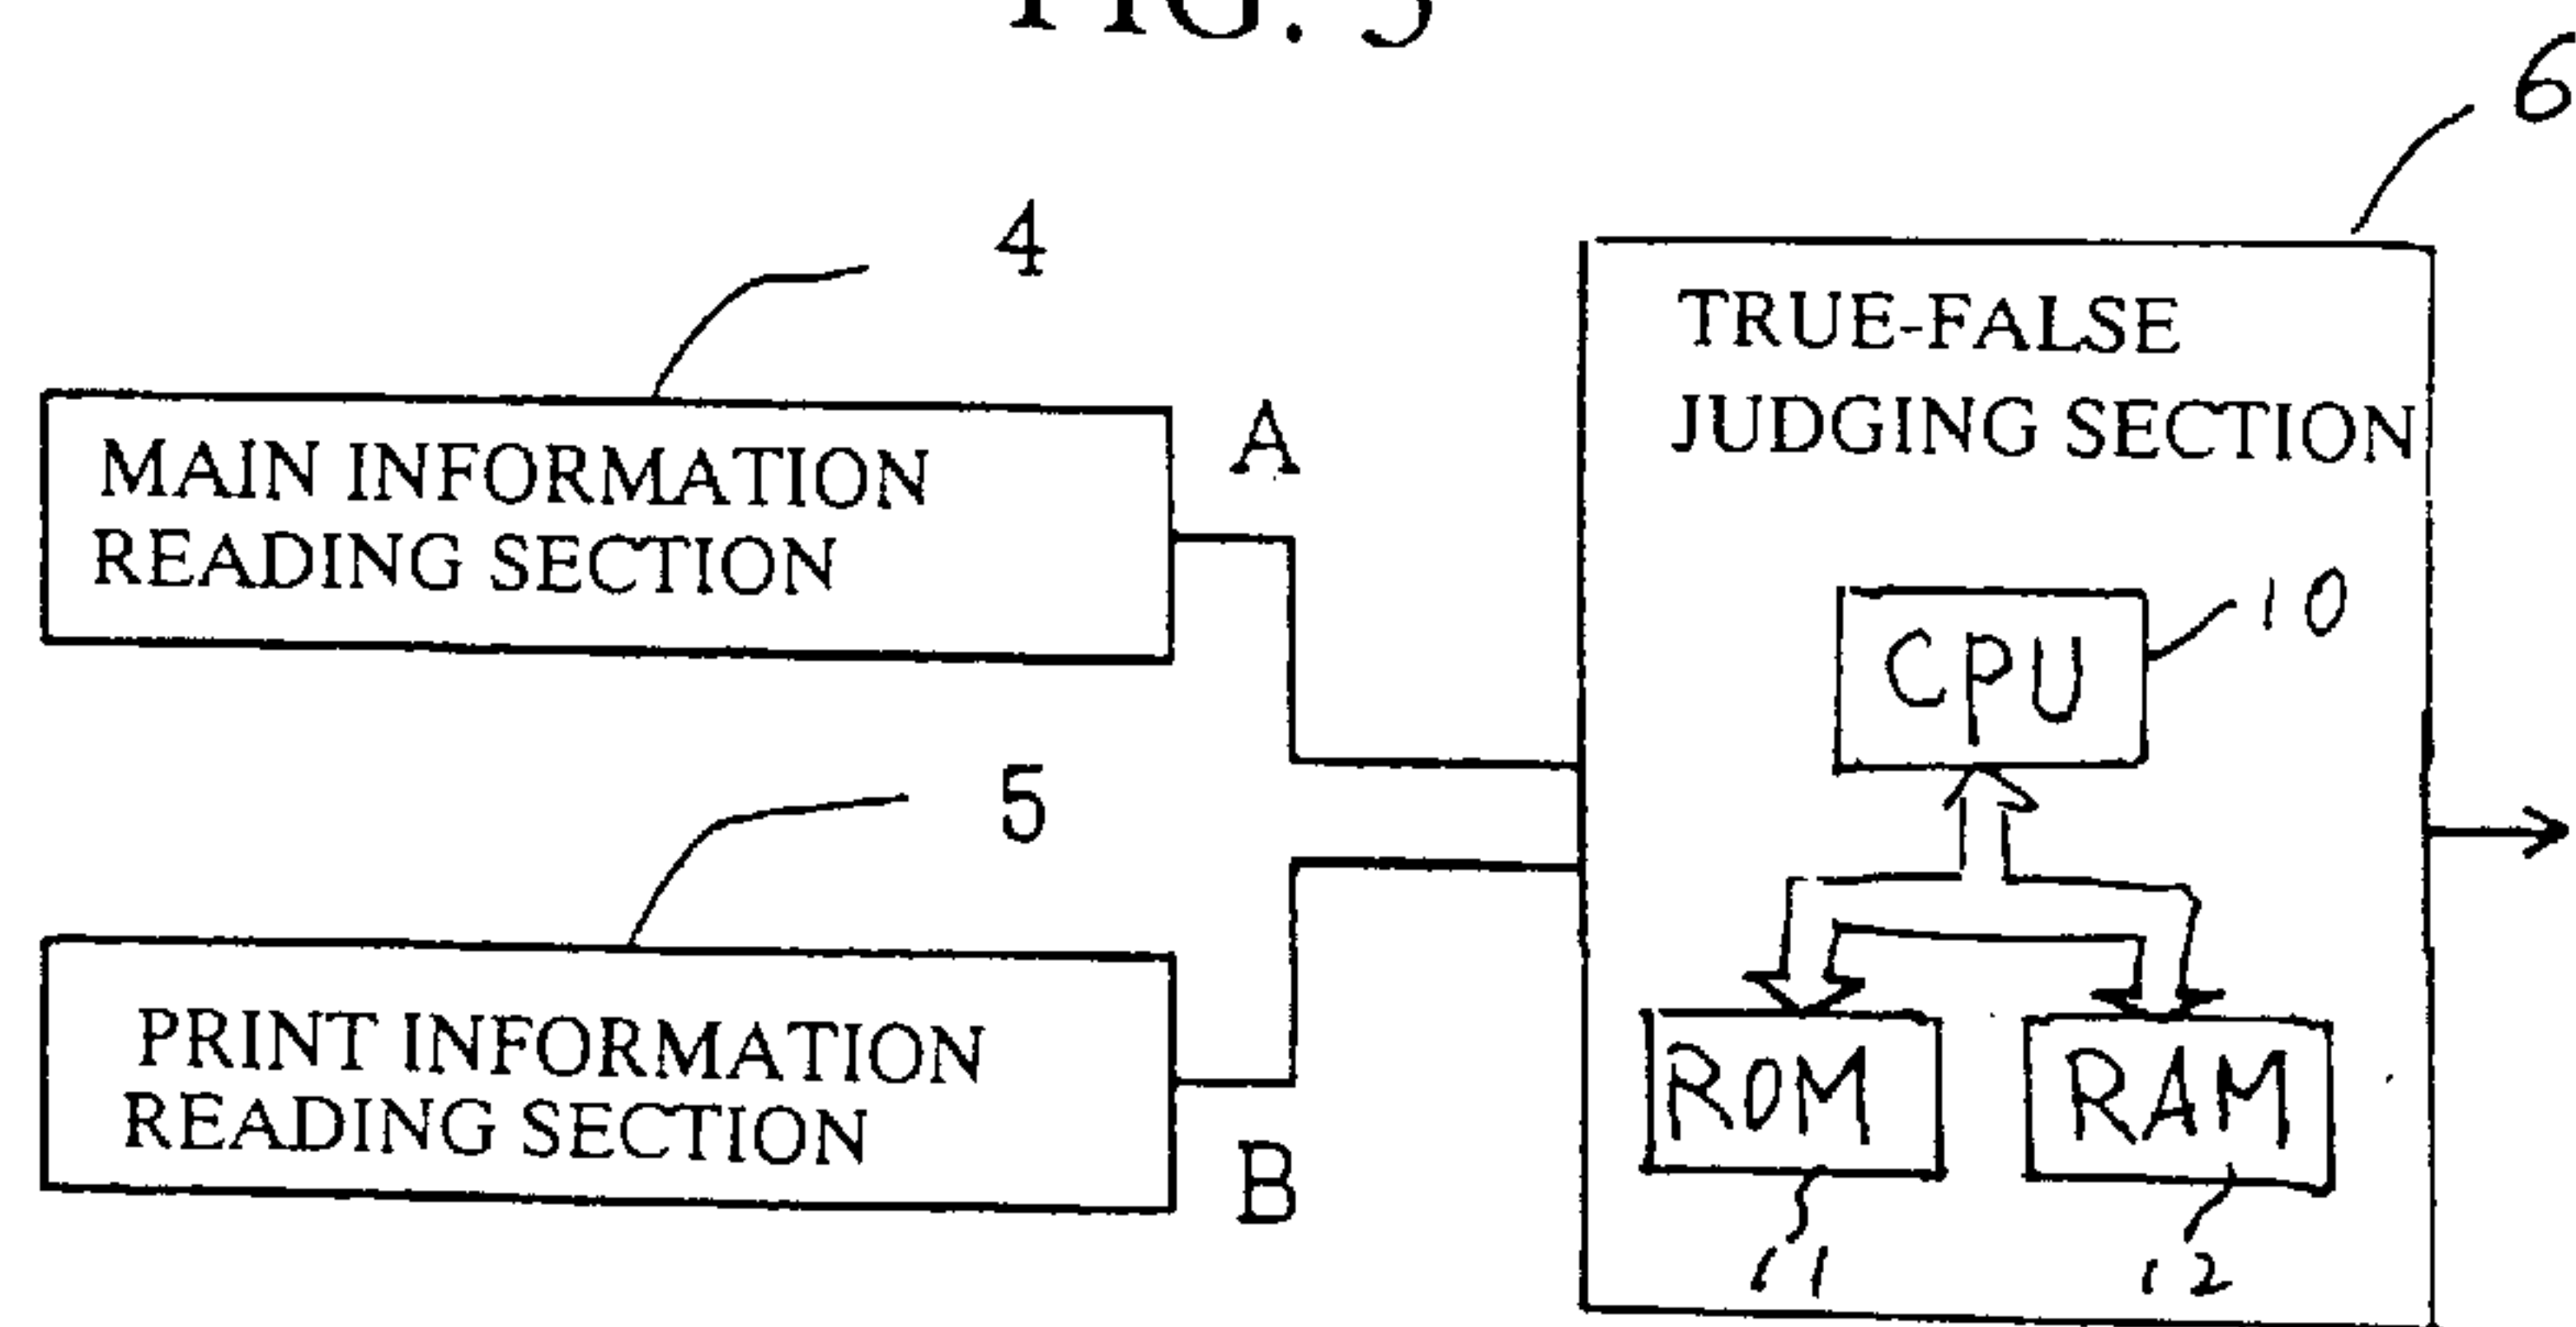 FIG.
6
4
TRUE-FALSE
JUDGING SECTION
MAIN INFORMATION
READING SECTION
A
10
CPU
5
PRINT INFORMATION
READING SECTION
B
ROM
RAM
11
12